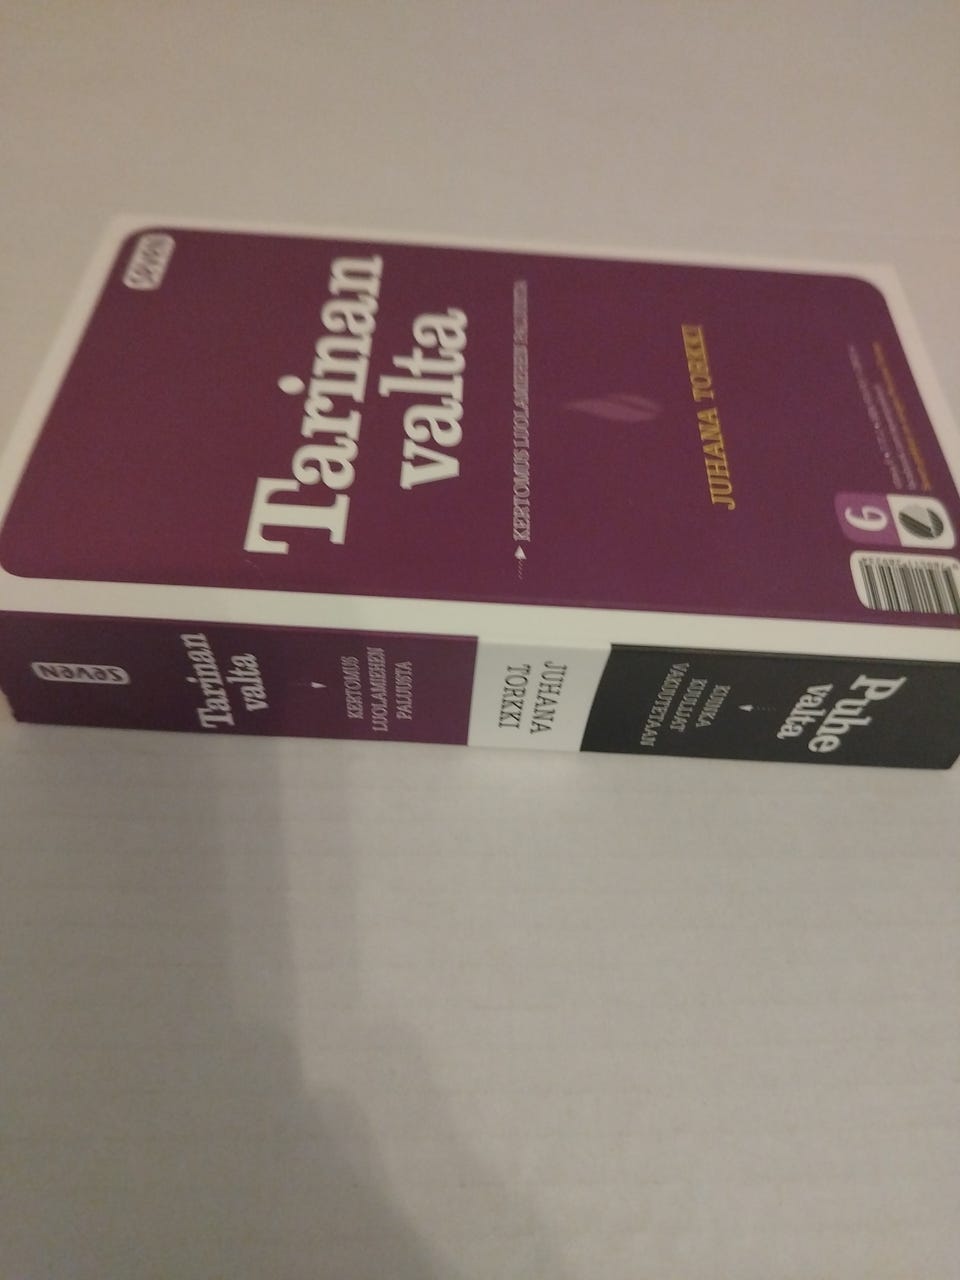 seven
Tarinan
valta
KERTOMUS LUOLAMIEHEN PALUUSTA
JUHANA TORKKI
6
seven
Tarinan
valta
KERTOMUS
LUOLAMIEHEN
PALUUSTA
JUHANA
TORKKI
KUINKA
KUULIJAT
VAKUUTETAAN
Puhe
valta